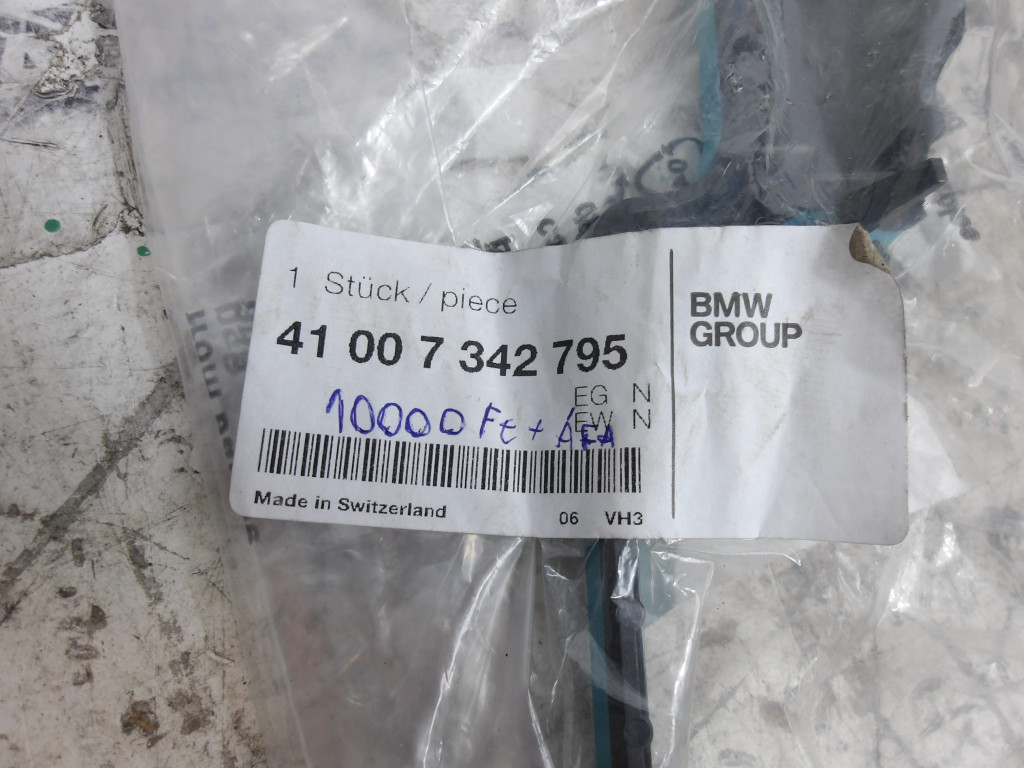 1 Stück / piece
41 00 7 342 795
EG N
EW N
10000 Ft + ÁFA
Made in Switzerland
06 VH3
BMW
GROUP